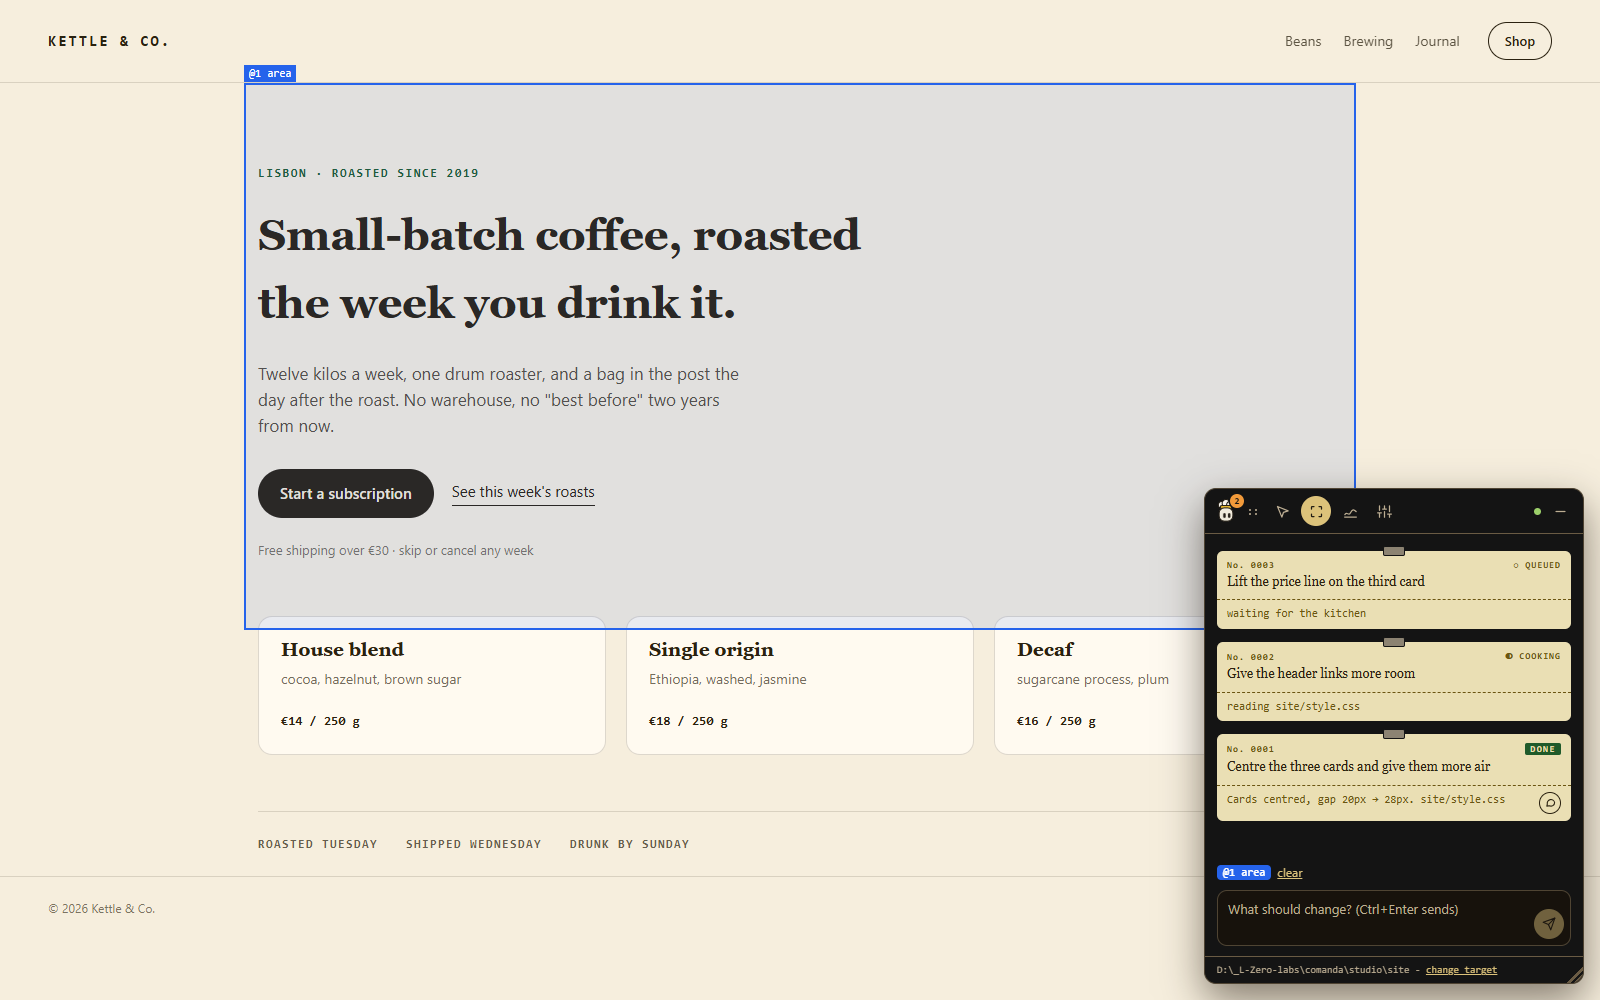 KETTLE & CO.
Beans
Brewing
Journal
Shop
@1 area
LISBON · ROASTED SINCE 2019
Small-batch coffee, roasted
the week you drink it.
Twelve kilos a week, one drum roaster, and a bag in the post the
day after the roast. No warehouse, no "best before" two years
from now.
Start a subscription
See this week's roasts
Free shipping over €30 · skip or cancel any week
House blend
cocoa, hazelnut, brown sugar
€14 / 250 g
Single origin
Ethiopia, washed, jasmine
€18 / 250 g
Decaf
sugarcane process, plum
€16 / 250 g
ROASTED TUESDAY
SHIPPED WEDNESDAY
DRUNK BY SUNDAY
© 2026 Kettle & Co.
2
No. 0003
QUEUED
Lift the price line on the third card
waiting for the kitchen
No. 0002
COOKING
Give the header links more room
reading site/style.css
No. 0001
DONE
Centre the three cards and give them more air
Cards centred, gap 20px → 28px. site/style.css
@1 area
clear
What should change? (Ctrl+Enter sends)
D:\_L-Zero-labs\comanda\studio\site - change target